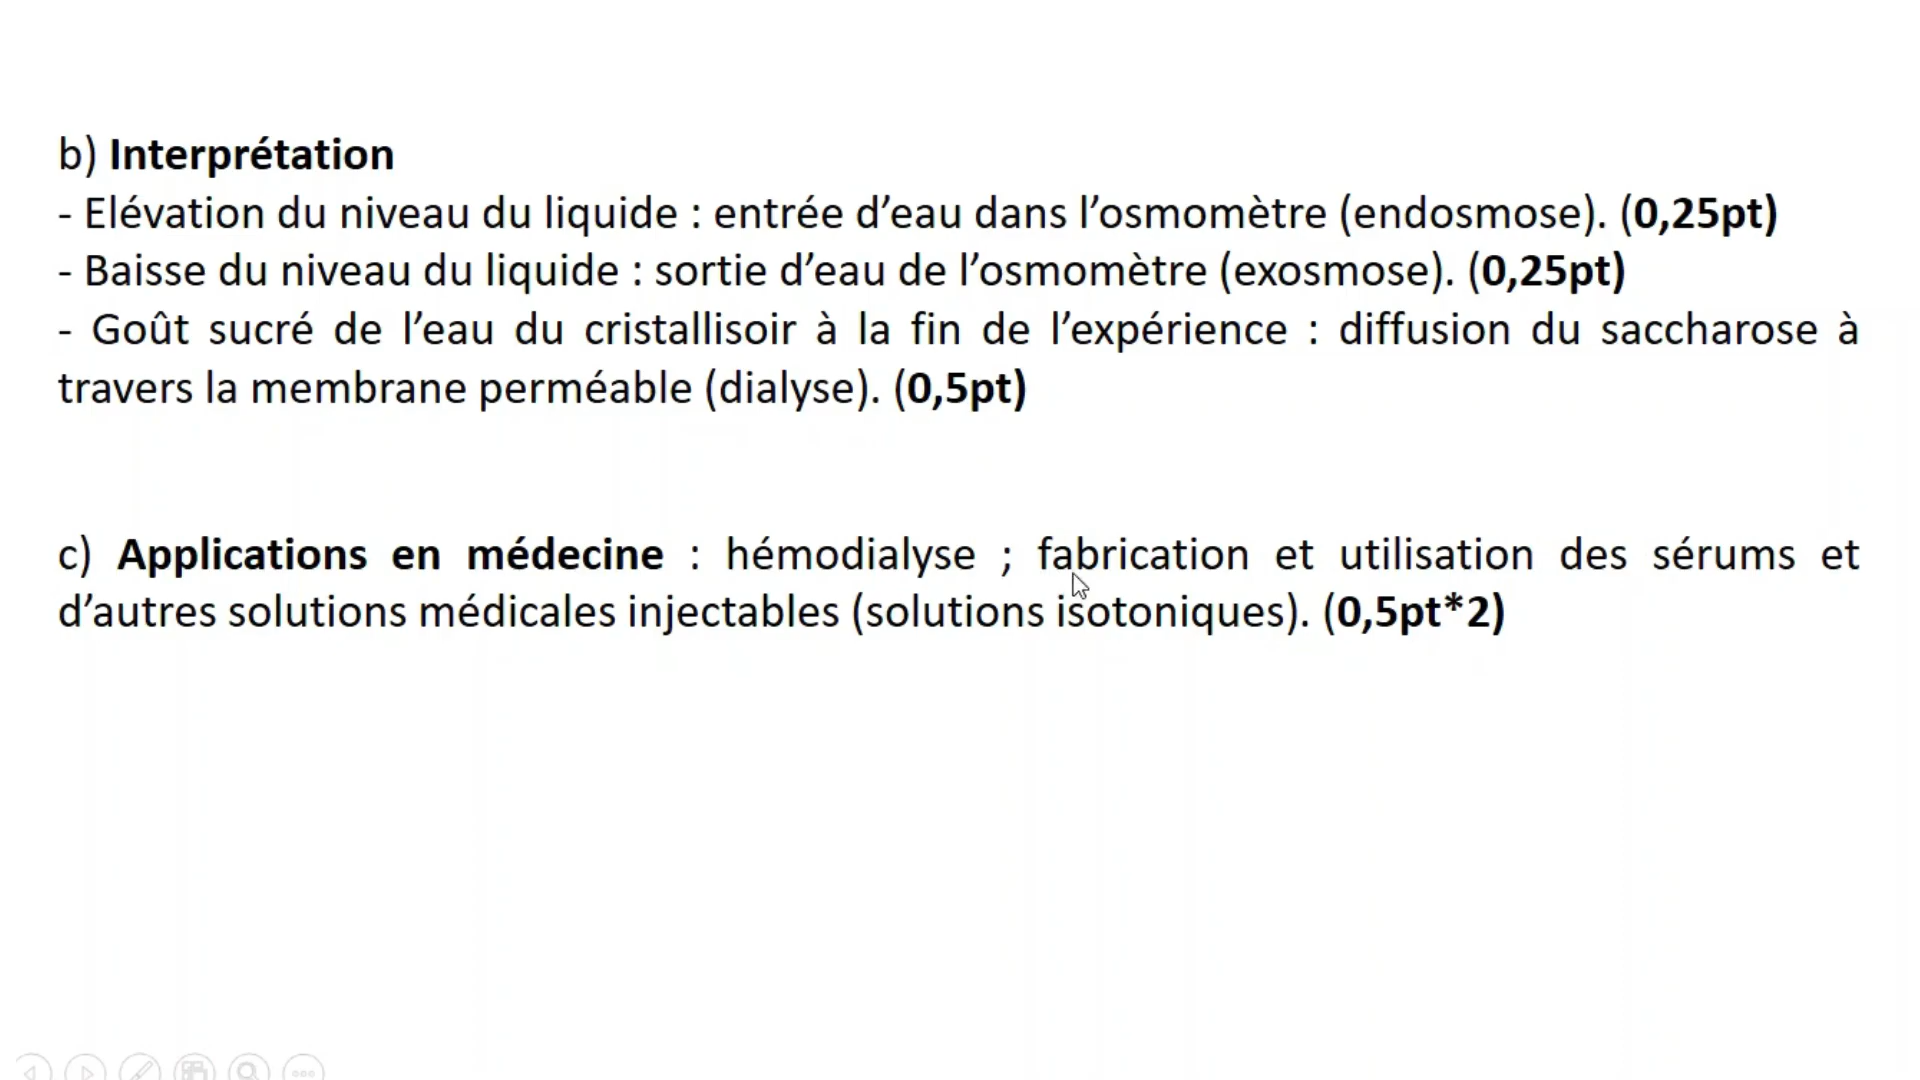 b) Interprétation
- Elévation du niveau du liquide : entrée d’eau dans l’osmomètre (endosmose). (0,25pt)
- Baisse du niveau du liquide : sortie d’eau de l’osmomètre (exosmose). (0,25pt)
- Goût sucré de l’eau du cristallisoir à la fin de l’expérience : diffusion du saccharose à
travers la membrane perméable (dialyse). (0,5pt)
c) Applications en médecine : hémodialyse ; fabrication et utilisation des sérums et
d’autres solutions médicales injectables (solutions isotoniques). (0,5pt*2)